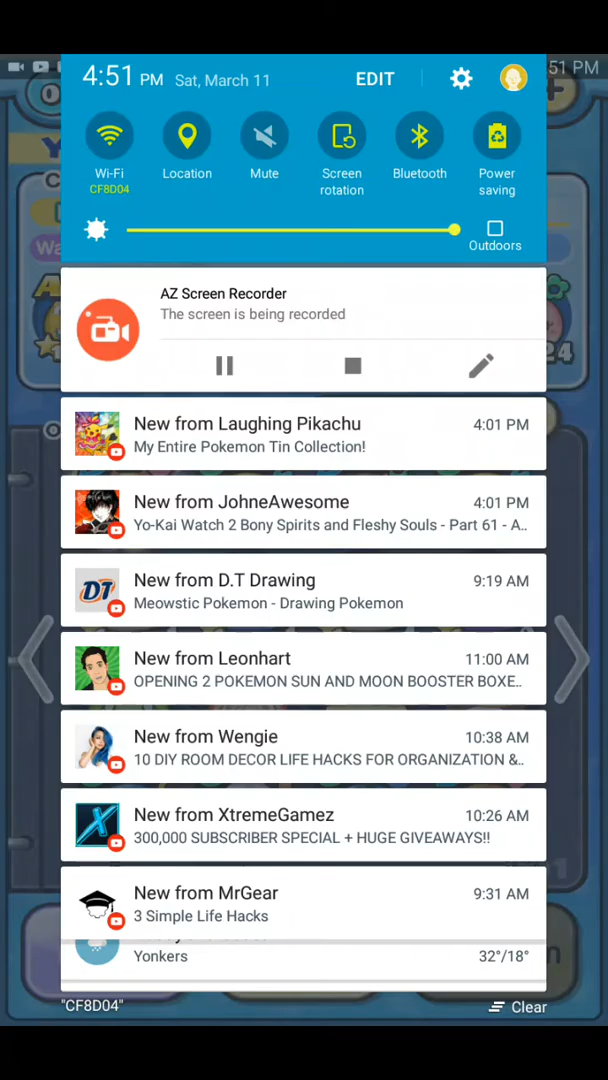 4:51 PM Sat, March 11 EDIT
51 PM
Wi-Fi
CF8D04
Location
Mute
Screen rotation
Bluetooth
Power saving
Outdoors
AZ Screen Recorder
The screen is being recorded
New from Laughing Pikachu 4:01 PM
My Entire Pokemon Tin Collection!
New from JohneAwesome 4:01 PM
Yo-Kai Watch 2 Bony Spirits and Fleshy Souls - Part 61 - A..
DT
New from D.T Drawing 9:19 AM
Meowstic Pokemon - Drawing Pokemon
New from Leonhart 11:00 AM
OPENING 2 POKEMON SUN AND MOON BOOSTER BOXE..
New from Wengie 10:38 AM
10 DIY ROOM DECOR LIFE HACKS FOR ORGANIZATION &..
X
New from XtremeGamez 10:26 AM
300,000 SUBSCRIBER SPECIAL + HUGE GIVEAWAYS!!
New from MrGear 9:31 AM
3 Simple Life Hacks
Yonkers 32°/18°
"CF8D04" Clear